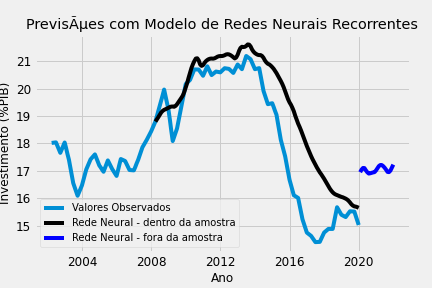 PrevisÃµes com Modelo de Redes Neurais Recorrentes
Investimento (%PIB)
21
20
19
18
17
16
15
Valores Observados
Rede Neural - dentro da amostra
Rede Neural - fora da amostra
2004
2008
2012
2016
2020
Ano